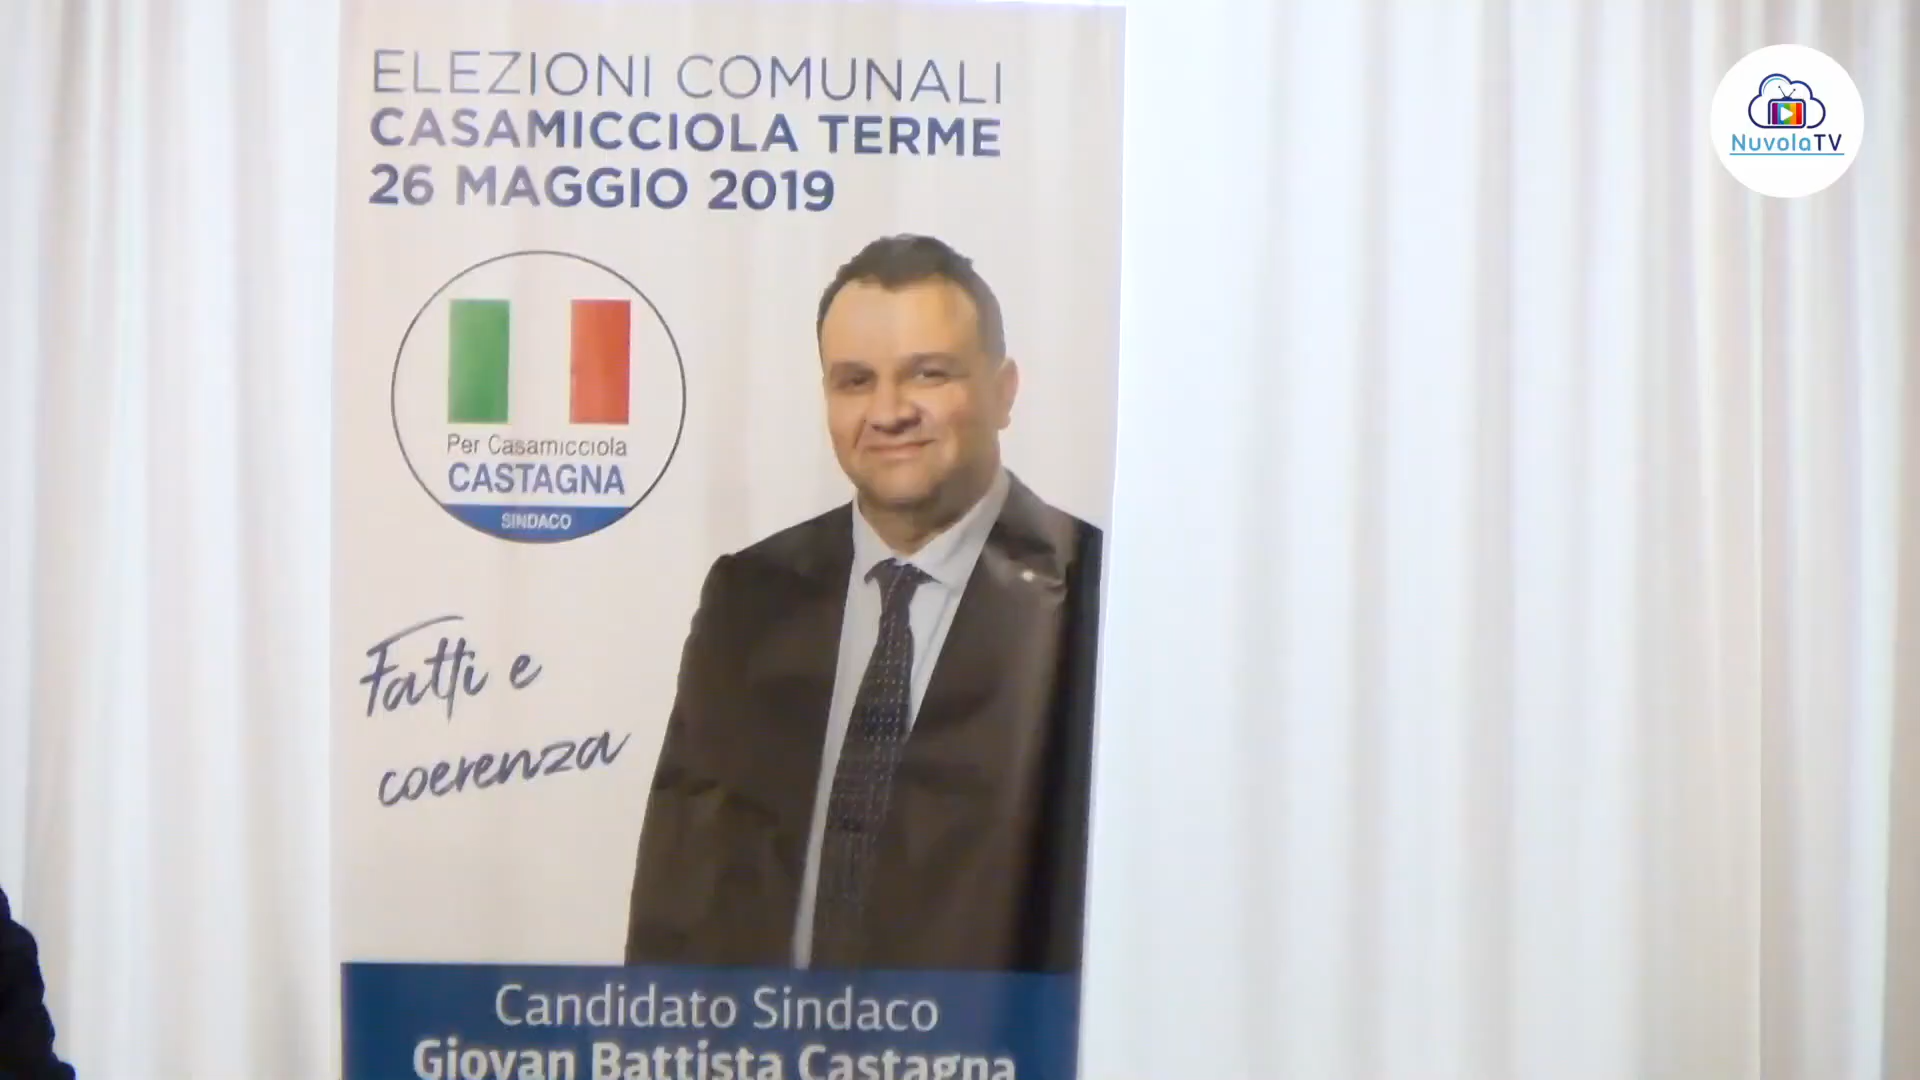 ELEZIONI COMUNALI
CASAMICCIOLA TERME
26 MAGGIO 2019
Per Casamicciola
CASTAGNA
SINDACO
Fatti e
coerenza
Candidato Sindaco
Giovan Battista Castagna
NuvolaTV